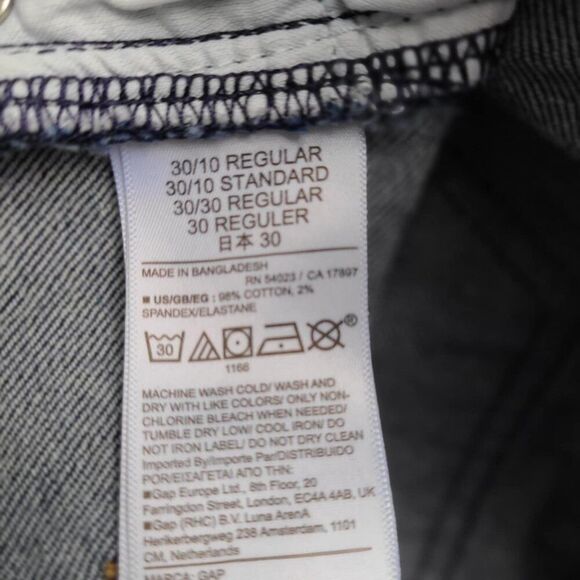 30/10 REGULAR
30/10 STANDARD
30/30 REGULAR
30 REGULER
日本 30
MADE IN BANGLADESH
RN 54023 / CA 17897
■ US/GB/EG : 98% COTTON, 2%
SPANDEX/ELASTANE
30
®
1166
MACHINE WASH COLD/ WASH AND
DRY WITH LIKE COLORS/ ONLY NON-
CHLORINE BLEACH WHEN NEEDED/
TUMBLE DRY LOW/ COOL IRON/ DO
NOT IRON LABEL/ DO NOT DRY CLEAN
Imported By/Importe Par/DISTRIBUIDO
POR/ΕΙΣΑΓΕΤΑΙ ΑΠΟ ΤΗΝ:
■Gap Europe Ltd., 8th Floor, 20
Farringdon Street, London, EC4A 4AB, UK
■Gap (RHC) B.V. Luna ArenA
Herikerbergweg 238 Amsterdam, 1101
CM, Netherlands
MARCA: GAP